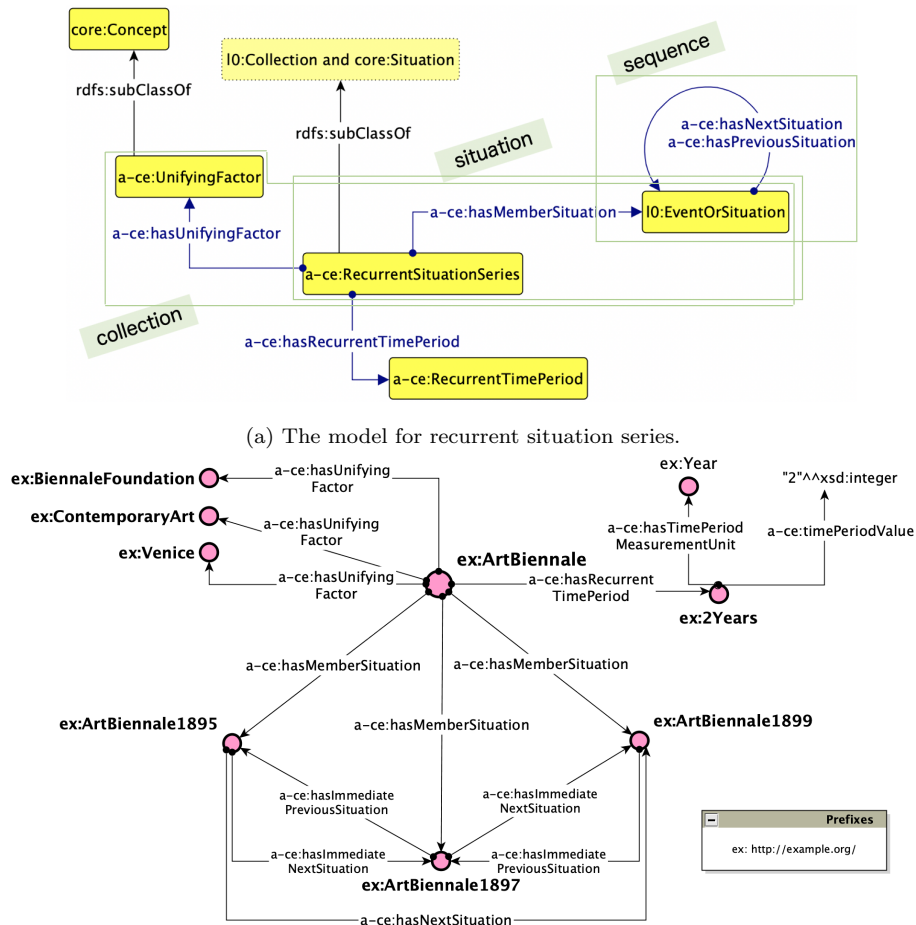 core:Concept
l0:Collection and core:Situation
sequence
rdfs:subClassOf
rdfs:subClassOf
a-ce:hasNextSituation
a-ce:hasPreviousSituation
situation
a-ce:UnifyingFactor
a-ce:hasMemberSituation
l0:EventOrSituation
a-ce:hasUnifyingFactor
a-ce:RecurrentSituationSeries
collection
a-ce:hasRecurrentTimePeriod
a-ce:RecurrentTimePeriod
(a) The model for recurrent situation series.
ex:BiennaleFoundation
a-ce:hasUnifying
Factor
ex:Year
"2"^^xsd:integer
ex:ContemporaryArt
a-ce:hasUnifying
Factor
a-ce:hasTimePeriod
MeasurementUnit
a-ce:timePeriodValue
ex:Venice
a-ce:hasUnifying
Factor
ex:ArtBiennale
a-ce:hasRecurrent
TimePeriod
ex:2Years
a-ce:hasMemberSituation
a-ce:hasMemberSituation
ex:ArtBiennale1895
a-ce:hasMemberSituation
ex:ArtBiennale1899
a-ce:hasImmediate
PreviousSituation
a-ce:hasImmediate
NextSituation
Prefixes
ex: http://example.org/
a-ce:hasImmediate
NextSituation
a-ce:hasImmediate
PreviousSituation
ex:ArtBiennale1897
a-ce:hasNextSituation